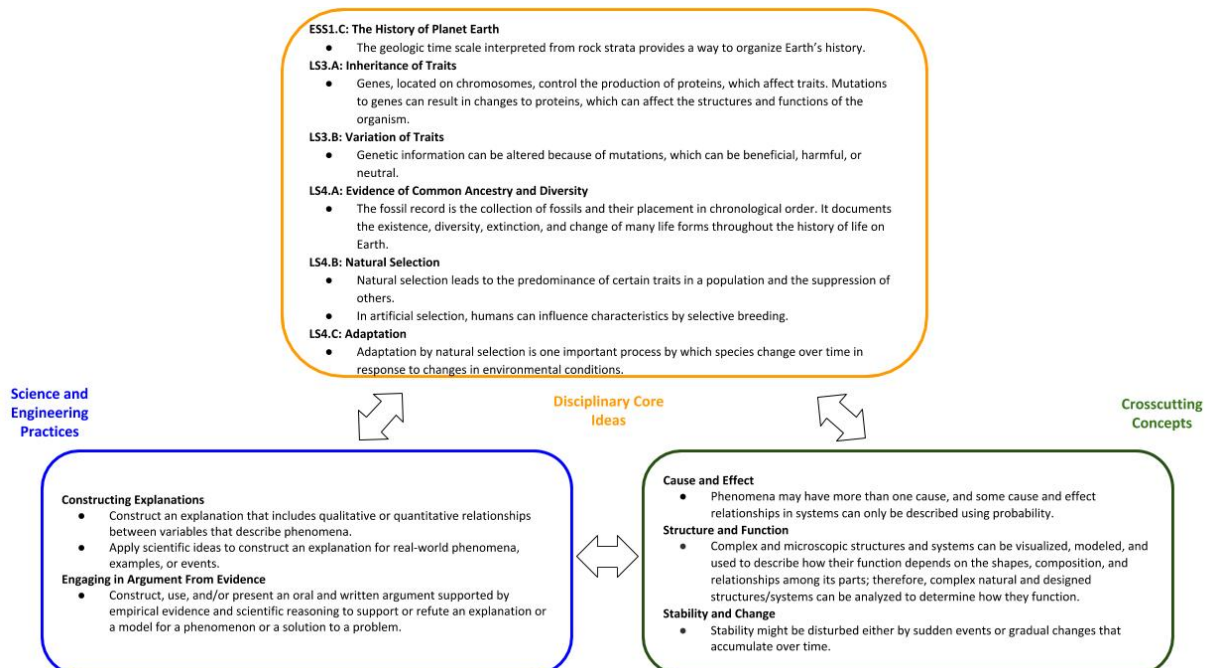 ESS1.C: The History of Planet Earth
● The geologic time scale interpreted from rock strata provides a way to organize Earth's history.
LS3.A: Inheritance of Traits
● Genes, located on chromosomes, control the production of proteins, which affect traits. Mutations
to genes can result in changes to proteins, which can affect the structures and functions of the
organism.
LS3.B: Variation of Traits
● Genetic information can be altered because of mutations, which can be beneficial, harmful, or
neutral.
LS4.A: Evidence of Common Ancestry and Diversity
● The fossil record is the collection of fossils and their placement in chronological order. It documents
the existence, diversity, extinction, and change of many life forms throughout the history of life on
Earth.
LS4.B: Natural Selection
● Natural selection leads to the predominance of certain traits in a population and the suppression of
others.
● In artificial selection, humans can influence characteristics by selective breeding.
LS4.C: Adaptation
● Adaptation by natural selection is one important process by which species change over time in
response to changes in environmental conditions.
Science and
Engineering
Practices
Disciplinary Core
Ideas
Crosscutting
Concepts
Constructing Explanations
● Construct an explanation that includes qualitative or quantitative relationships
between variables that describe phenomena.
● Apply scientific ideas to construct an explanation for real-world phenomena,
examples, or events.
Engaging in Argument From Evidence
● Construct, use, and/or present an oral and written argument supported by
empirical evidence and scientific reasoning to support or refute an explanation or
a model for a phenomenon or a solution to a problem.
Cause and Effect
● Phenomena may have more than one cause, and some cause and effect
relationships in systems can only be described using probability.
Structure and Function
● Complex and microscopic structures and systems can be visualized, modeled, and
used to describe how their function depends on the shapes, composition, and
relationships among its parts; therefore, complex natural and designed
structures/systems can be analyzed to determine how they function.
Stability and Change
● Stability might be disturbed either by sudden events or gradual changes that
accumulate over time.